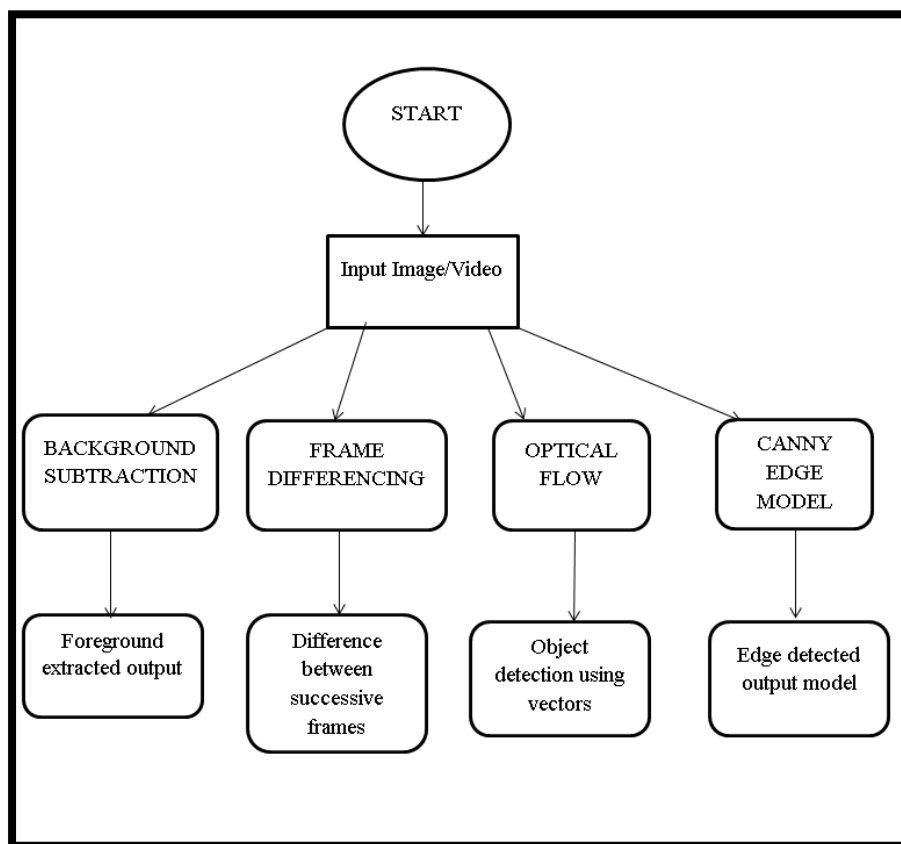 START
Input Image/Video
BACKGROUND
SUBTRACTION
FRAME
DIFFERENCING
OPTICAL
FLOW
CANNY
EDGE
MODEL
Foreground
extracted output
Difference
between
successive
frames
Object
detection using
vectors
Edge detected
output model